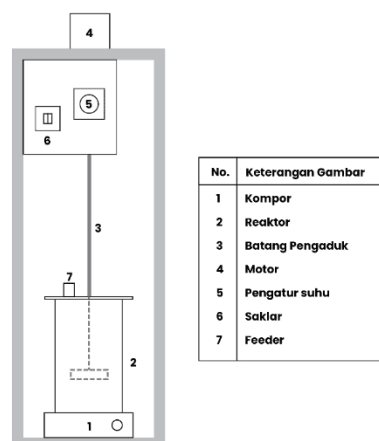 4
5
6
3
7
2
1
No. Keterangan Gambar
1 Kompor
2 Reaktor
3 Batang Pengaduk
4 Motor
5 Pengatur suhu
6 Saklar
7 Feeder